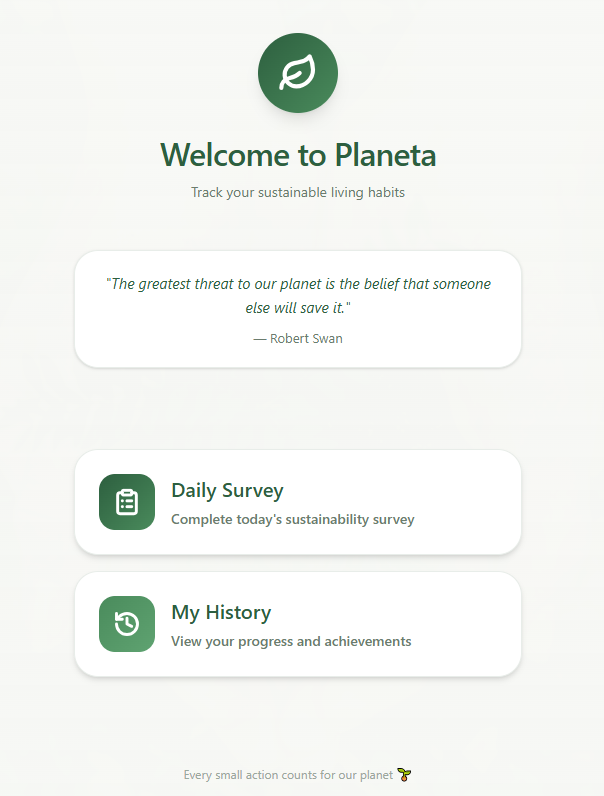 Welcome to Planeta
Track your sustainable living habits
"The greatest threat to our planet is the belief that someone
else will save it."
— Robert Swan
Daily Survey
Complete today's sustainability survey
My History
View your progress and achievements
Every small action counts for our planet 🌱